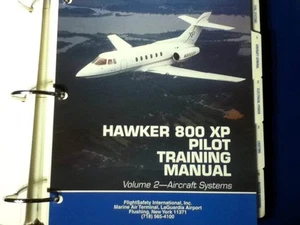 HAWKER 800 XP
PILOT
TRAINING
MANUAL
Volume 2—Aircraft Systems
FlightSafety International, Inc.
Marine Air Terminal, LaGuardia Airport
Flushing, New York 11371
(718) 565-4100